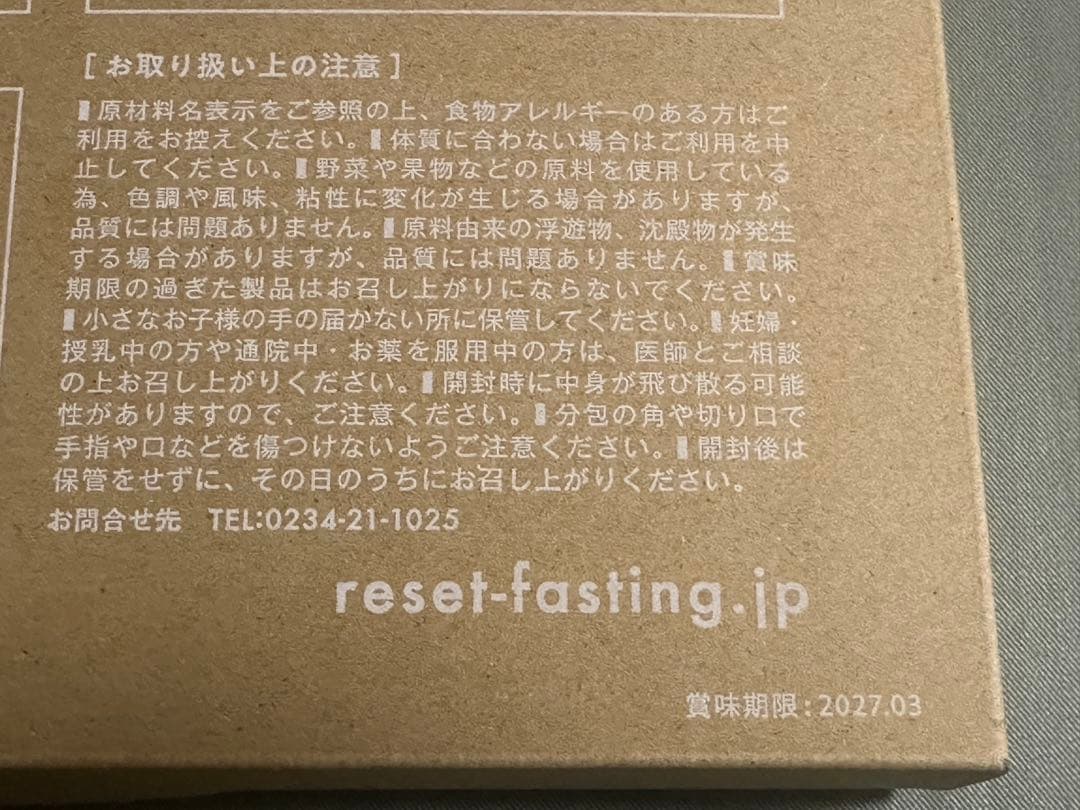 [ お取り扱い上の注意 ]
▮原材料名表示をご参照の上、食物アレルギーのある方はご
利用をお控えください。▮体質に合わない場合はご利用を中
止してください。▮野菜や果物などの原料を使用している
為、色調や風味、粘性に変化が生じる場合がありますが、
品質には問題ありません。▮原料由来の浮遊物、沈殿物が発生
する場合がありますが、品質には問題ありません。▮賞味
期限の過ぎた製品はお召し上がりにならないでください。
▮小さなお子様の手の届かない所に保管してください。▮妊婦・
授乳中の方や通院中・お薬を服用中の方は、医師とご相談
の上お召し上がりください。▮開封時に中身が飛び散る可能
性がありますので、ご注意ください。▮分包の角や切り口で
手指や口などを傷つけないようご注意ください。▮開封後は
保管をせずに、その日のうちにお召し上がりください。
お問合せ先 TEL:0234-21-1025
reset-fasting.jp
賞味期限:2027.03